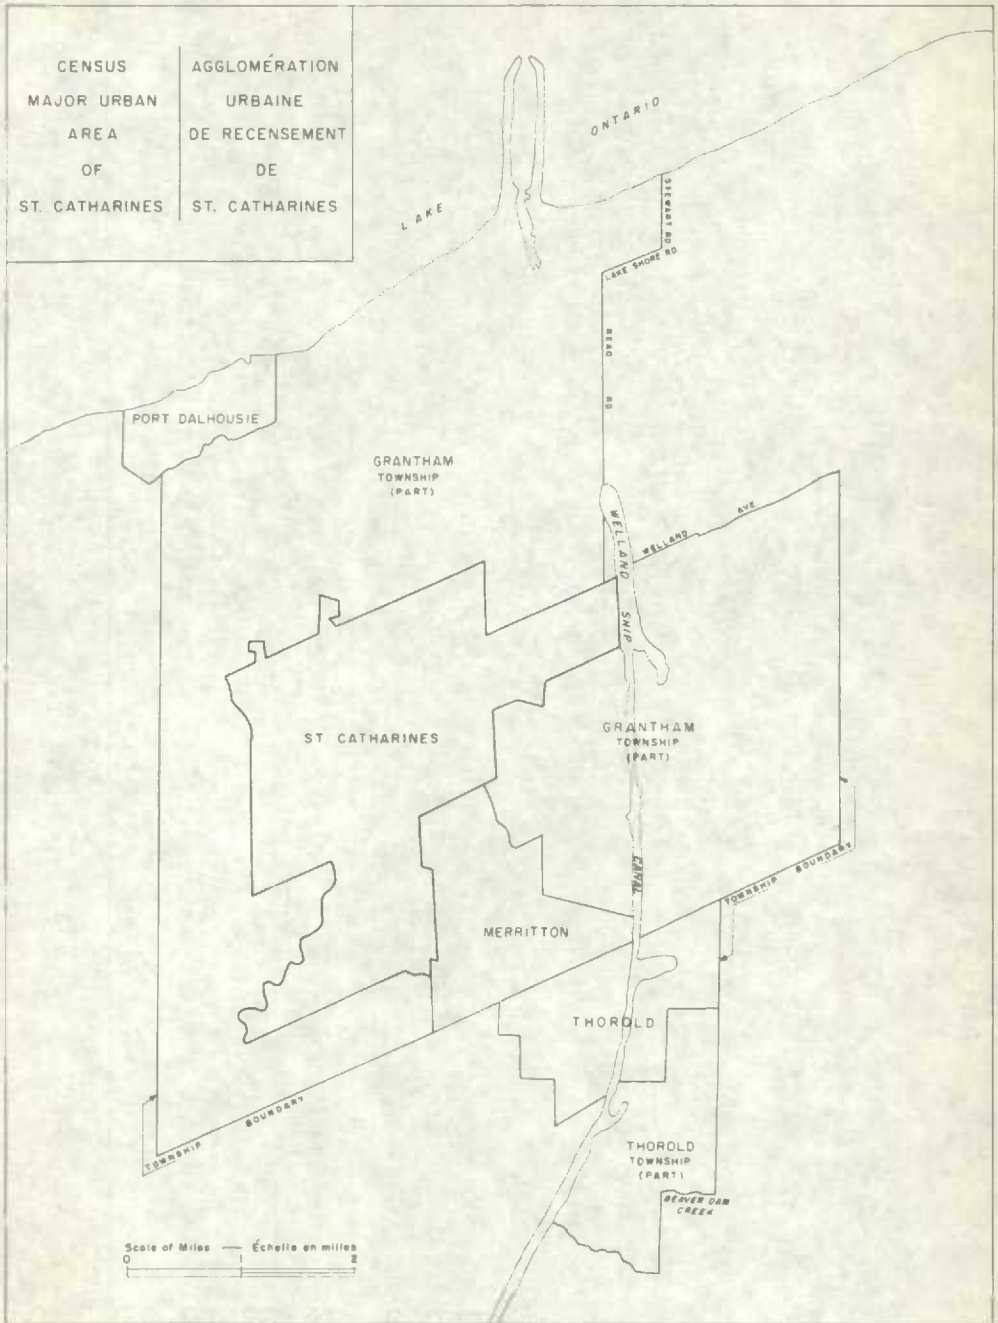 CENSUS
MAJOR URBAN
AREA
OF
ST. CATHARINES
AGGLOMÉRATION
URBAINE
DE RECENSEMENT
DE
ST. CATHARINES
LAKE
ONTARIO
STEWART RD
LAKE SHORE RD
READ RD
PORT DALHOUSIE
GRANTHAM
TOWNSHIP
(PART)
WELLAND AVE
WELLAND SHIP CANAL
ST CATHARINES
GRANTHAM
TOWNSHIP
(PART)
TOWNSHIP BOUNDARY
MERRITTON
THOROLD
TOWNSHIP BOUNDARY
THOROLD
TOWNSHIP
(PART)
BEAVER DAM
CREEK
Scale of Miles — Échelle en milles
0 1 2